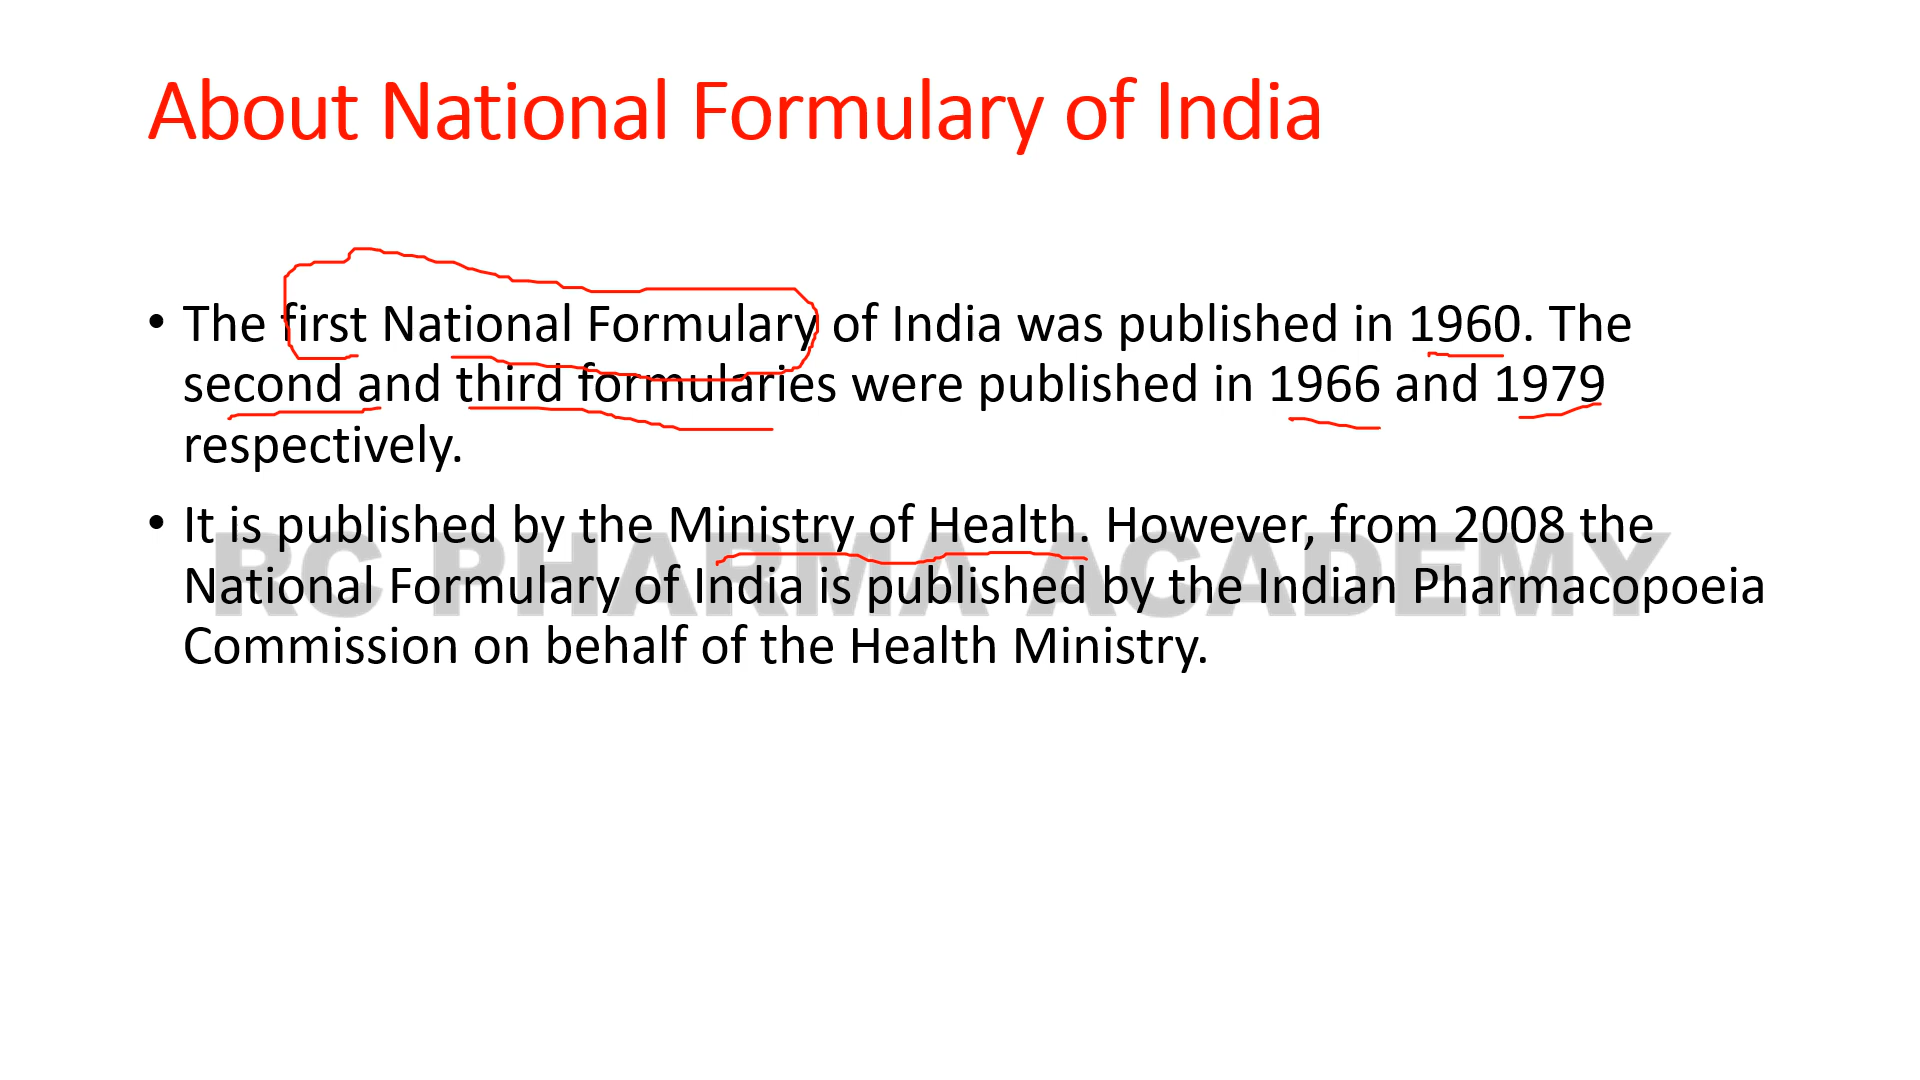 About National Formulary of India
• The first National Formulary of India was published in 1960. The
second and third formularies were published in 1966 and 1979
respectively.
• It is published by the Ministry of Health. However, from 2008 the
RC PHARMA ACADEMY
National Formulary of India is published by the Indian Pharmacopoeia
Commission on behalf of the Health Ministry.